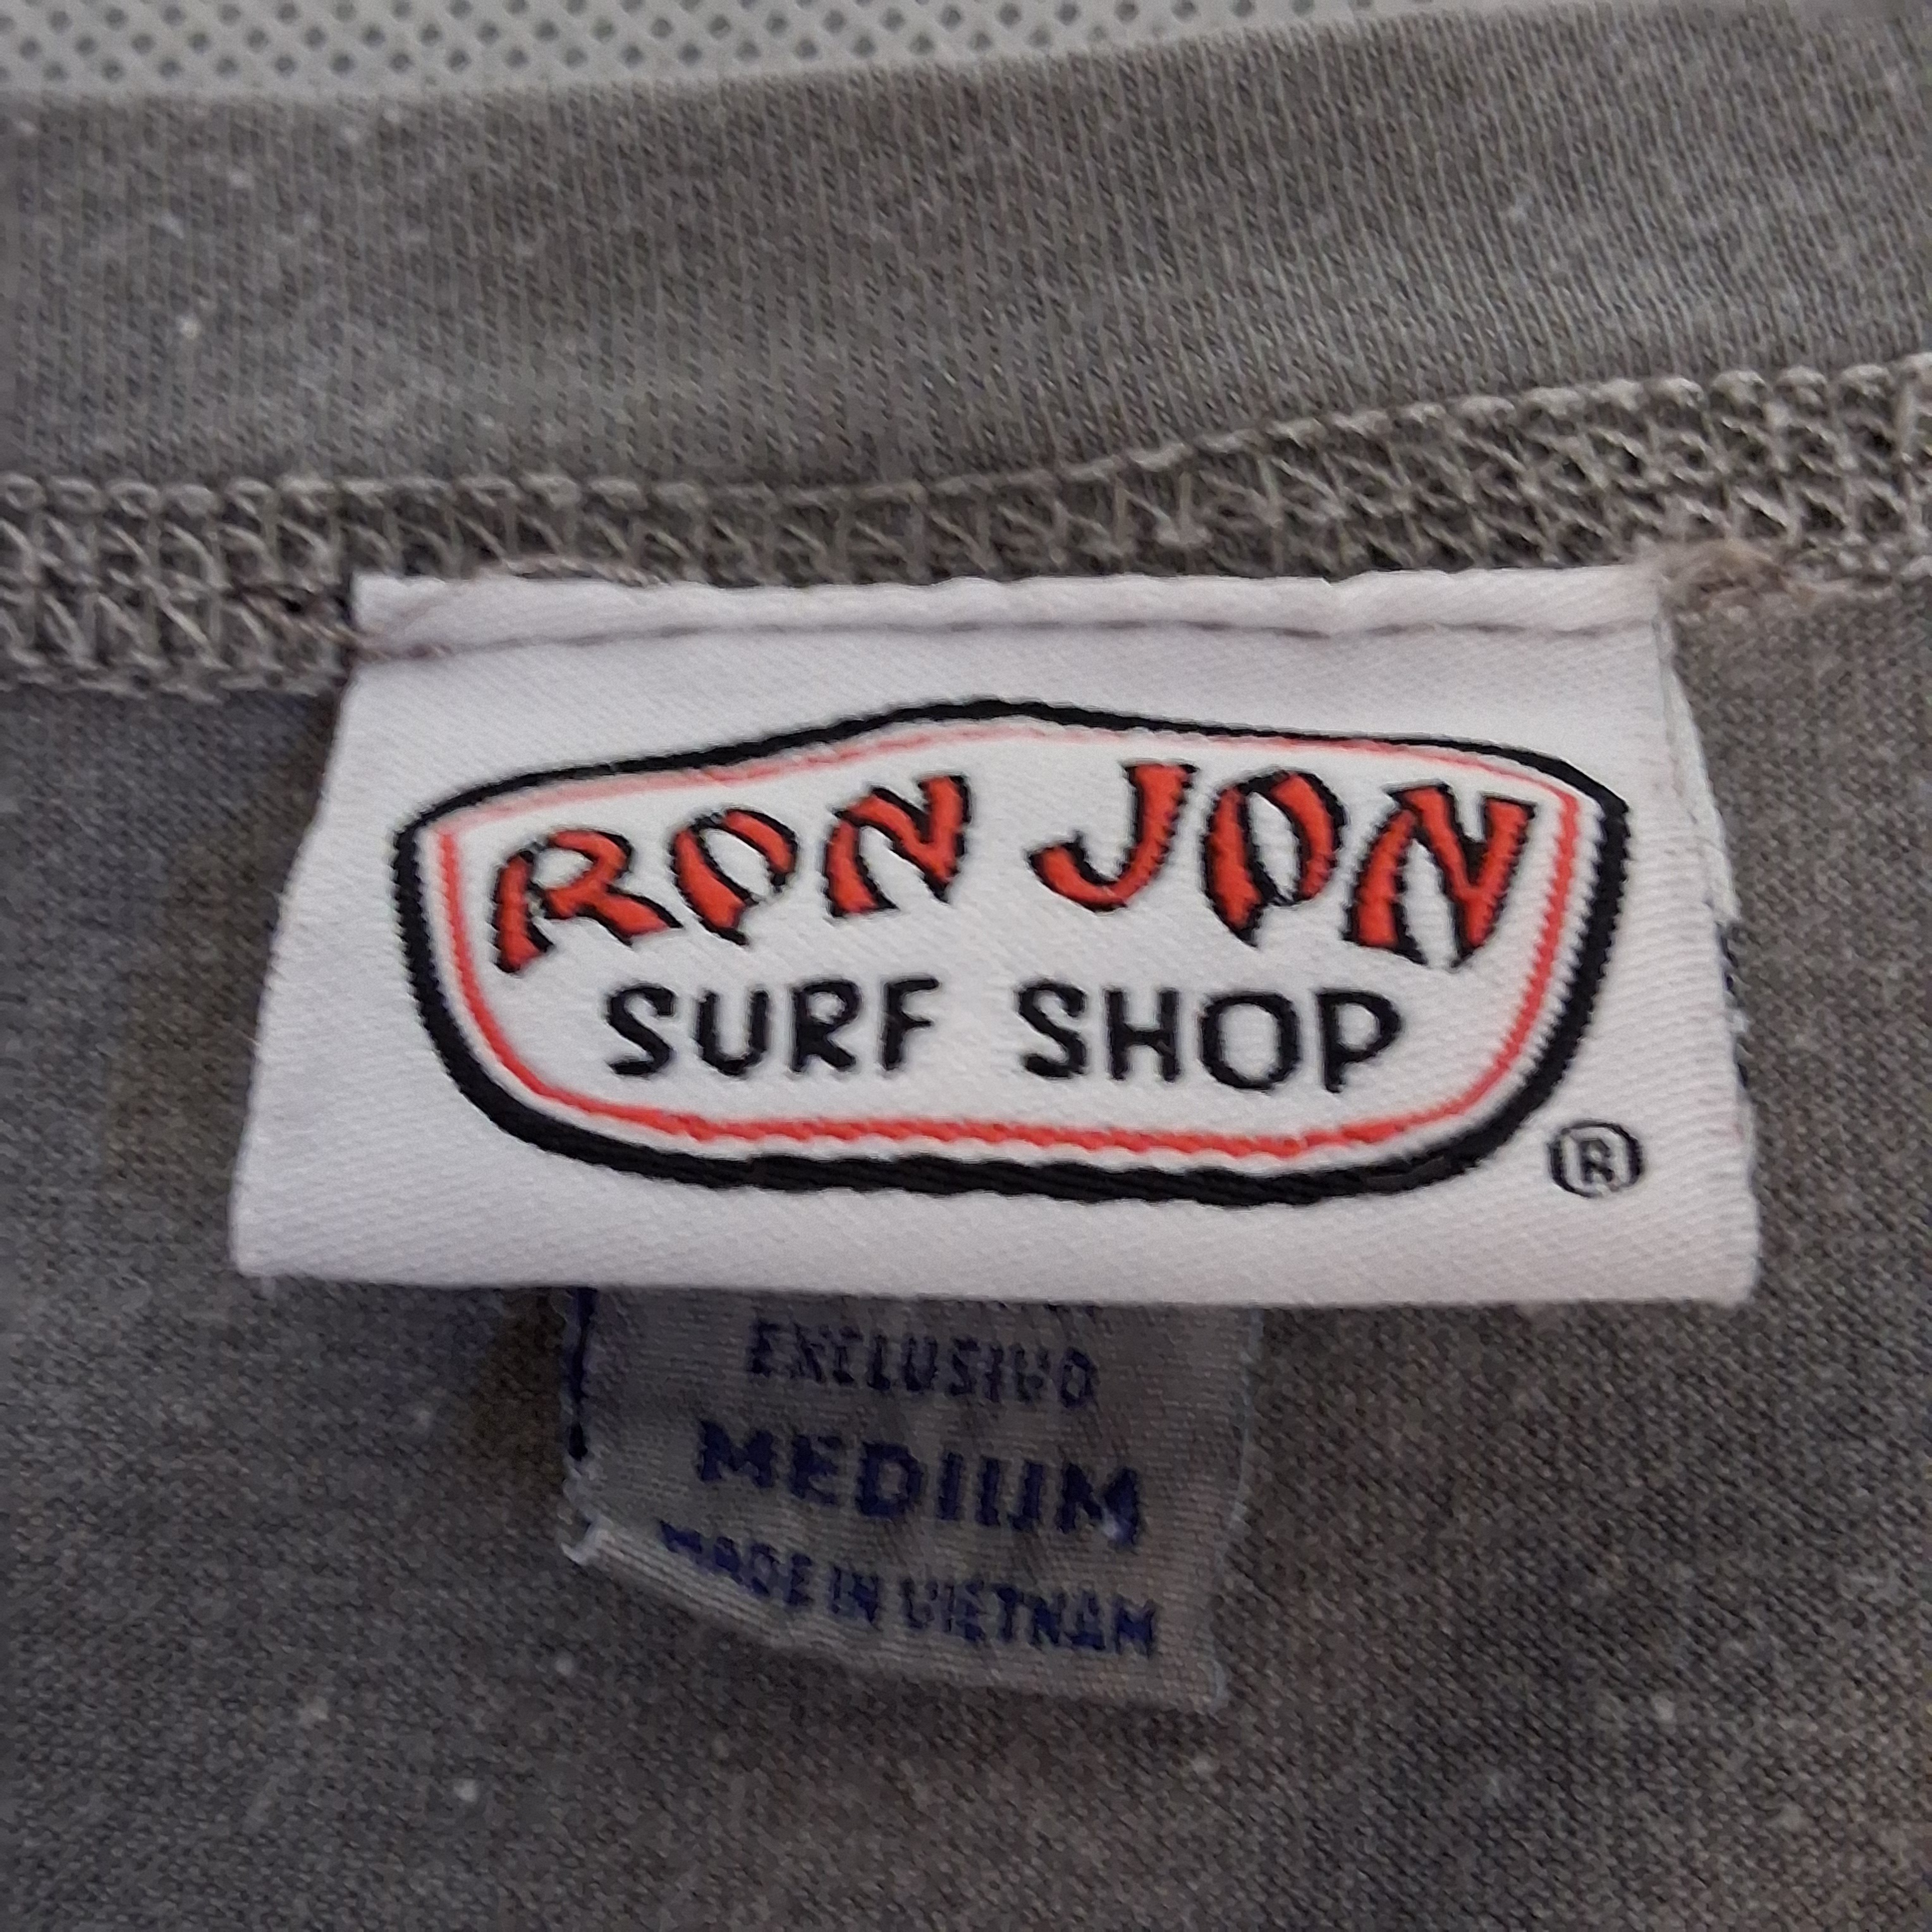 RON JON
SURF SHOP
®
EXCLUSIVO
MEDIUM
MADE IN VIETNAM